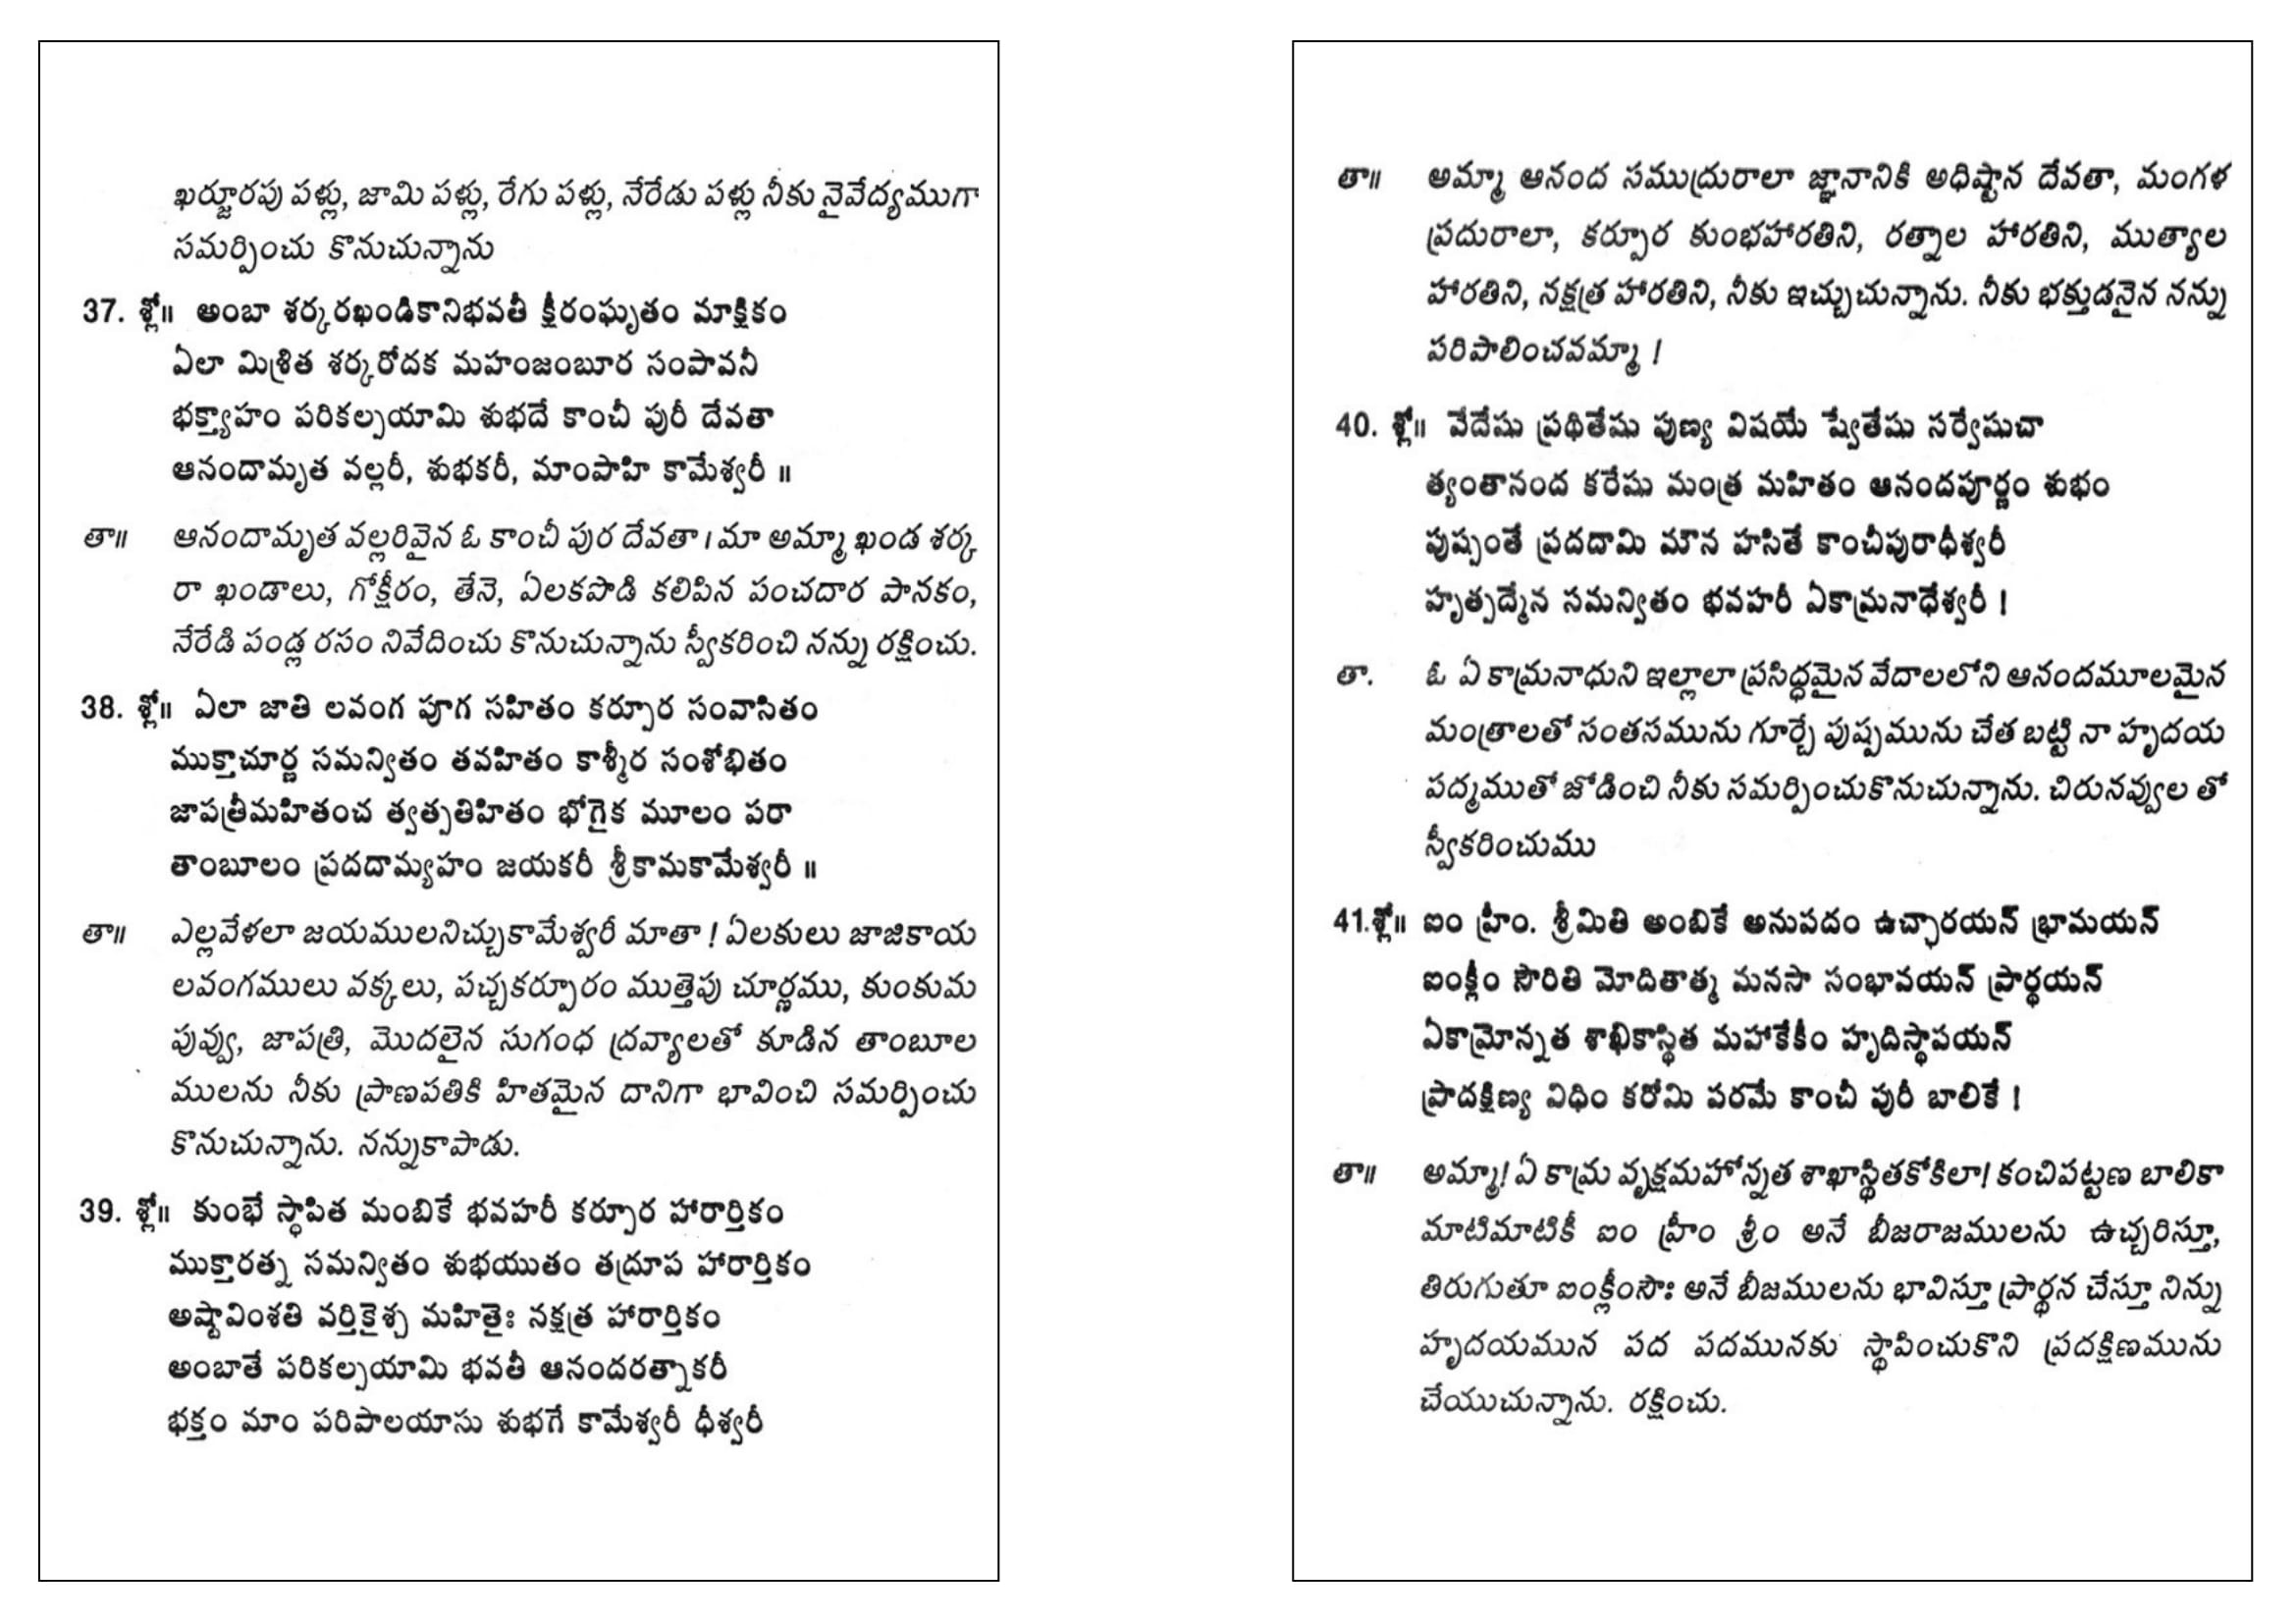 ఖర్జూరపు పళ్లు, జామి పళ్లు, రేగు పళ్లు, నేరేడు పళ్లు నీకు నైవేద్యముగా
సమర్పించు కొనుచున్నాను
37. శ్లో॥ అంబా శర్కరఖండికానిభవతీ క్షీరంఘృతం మాక్షికం
ఏలా మిశ్రిత శర్కరోదక మహంజంబూర సంపావనీ
భక్త్యాహం పరికల్పయామి శుభదే కాంచీ పురీ దేవతా
ఆనందామృత వల్లరీ, శుభకరీ, మాంపాహి కామేశ్వరీ ॥
తా॥ ఆనందామృత వల్లరివైన ఓ కాంచీ పుర దేవతా । మా అమ్మా ఖండ శర్క
రా ఖండాలు, గోక్షీరం, తేనె, ఏలకపొడి కలిపిన పంచదార పానకం,
నేరేడి పండ్ల రసం నివేదించు కొనుచున్నాను స్వీకరించి నన్ను రక్షించు.
38. శ్లో॥ ఏలా జాతి లవంగ పూగ సహితం కర్పూర సంవాసితం
ముక్తాచూర్ణ సమన్వితం తవహితం కాశ్మీర సంశోభితం
జాపత్రీమహితంచ త్వత్పతిహితం భోగైక మూలం పరా
తాంబూలం ప్రదదామ్యహం జయకరీ శ్రీకామకామేశ్వరీ ॥
తా॥ ఎల్లవేళలా జయములనిచ్చుకామేశ్వరీ మాతా ! ఏలకులు జాజికాయ
లవంగములు వక్కలు, పచ్చకర్పూరం ముత్తెపు చూర్ణము, కుంకుమ
పువ్వు, జాపత్రి, మొదలైన సుగంధ ద్రవ్యాలతో కూడిన తాంబూల
ములను నీకు ప్రాణపతికి హితమైన దానిగా భావించి సమర్పించు
కొనుచున్నాను. నన్నుకాపాడు.
39. శ్లో॥ కుంభే స్థాపిత మంబికే భవహరీ కర్పూర హారార్తికం
ముక్తారత్న సమన్వితం శుభయుతం తద్రూప హారార్తికం
అష్టావింశతి వర్తికైశ్చ మహితైః నక్షత్ర హారార్తికం
అంబాతే పరికల్పయామి భవతీ ఆనందరత్నాకరీ
భక్తం మాం పరిపాలయాసు శుభగే కామేశ్వరీ ధీశ్వరీ
తా॥ అమ్మా ఆనంద సముద్రురాలా జ్ఞానానికి అధిష్టాన దేవతా, మంగళ
ప్రదురాలా, కర్పూర కుంభహారతిని, రత్నాల హారతిని, ముత్యాల
హారతిని, నక్షత్ర హారతిని, నీకు ఇచ్చుచున్నాను. నీకు భక్తుడనైన నన్ను
పరిపాలించవమ్మా !
40. శ్లో॥ వేదేషు ప్రథితేషు పుణ్య విషయే ష్వేతేషు సర్వేషుచా
త్యంతానంద కరేషు మంత్ర మహితం ఆనందపూర్ణం శుభం
పుష్పంతే ప్రదదామి మౌన హసితే కాంచీపురాధీశ్వరీ
హృత్పద్మేన సమన్వితం భవహరీ ఏకామ్రనాధేశ్వరీ !
తా. ఓ ఏ కామ్రనాధుని ఇల్లాలా ప్రసిద్ధమైన వేదాలలోని ఆనందమూలమైన
మంత్రాలతో సంతసమును గూర్చే పుష్పమును చేత బట్టి నా హృదయ
పద్మముతో జోడించి నీకు సమర్పించుకొనుచున్నాను. చిరునవ్వుల తో
స్వీకరించుము
41.శ్లో॥ ఐం హ్రీం. శ్రీమితి అంబికే అనుపదం ఉచ్ఛారయన్ భ్రామయన్
ఐంక్లీం సౌరితి మోదితాత్మ మనసా సంభావయన్ ప్రార్థయన్
ఏకామ్రోన్నత శాఖికాస్థిత మహాకేకీం హృదిస్థాపయన్
ప్రాదక్షిణ్య విధిం కరోమి పరమే కాంచీ పురీ బాలికే !
తా॥ అమ్మా! ఏ కామ్ర వృక్షమహోన్నత శాఖాస్థితకోకిలా! కంచిపట్టణ బాలికా
మాటిమాటికీ ఐం హ్రీం శ్రీం అనే బీజరాజములను ఉచ్చరిస్తూ,
తిరుగుతూ ఐంక్లీంసౌః అనే బీజములను భావిస్తూ ప్రార్థన చేస్తూ నిన్ను
హృదయమున పద పదమునకు స్థాపించుకొని ప్రదక్షిణమును
చేయుచున్నాను. రక్షించు.